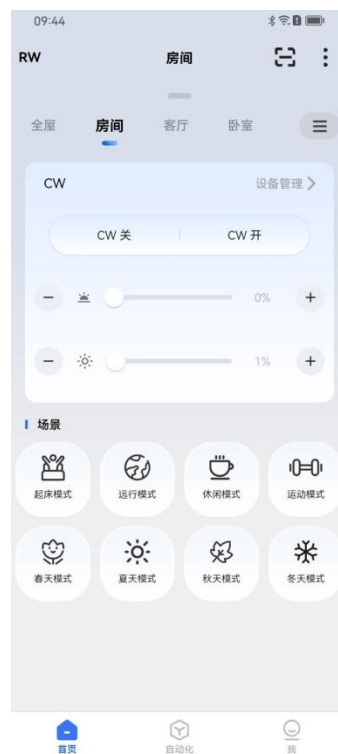 09:44
RW 房间
全屋 房间 客厅 卧室
CW 设备管理
CW 关 CW 开
0%
1%
场景
起床模式 远行模式 休闲模式 运动模式
春天模式 夏天模式 秋天模式 冬天模式
首页 自动化 我